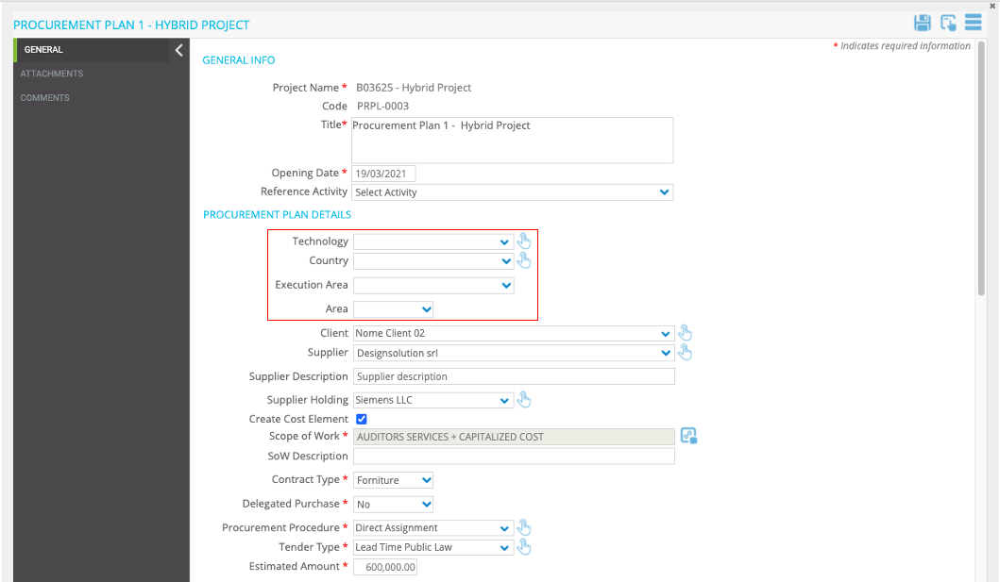 PROCUREMENT PLAN 1 - HYBRID PROJECT
* Indicates required information
GENERAL
ATTACHMENTS
COMMENTS
GENERAL INFO
Project Name * B03625 - Hybrid Project
Code PRPL-0003
Title* Procurement Plan 1 - Hybrid Project
Opening Date * 19/03/2021
Reference Activity Select Activity
PROCUREMENT PLAN DETAILS
Technology
Country
Execution Area
Area
Client Nome Client 02
Supplier Designsolution srl
Supplier Description Supplier description
Supplier Holding Siemens LLC
Create Cost Element
Scope of Work * AUDITORS SERVICES + CAPITALIZED COST
SoW Description
Contract Type * Forniture
Delegated Purchase * No
Procurement Procedure * Direct Assignment
Tender Type * Lead Time Public Law
Estimated Amount * 600,000.00